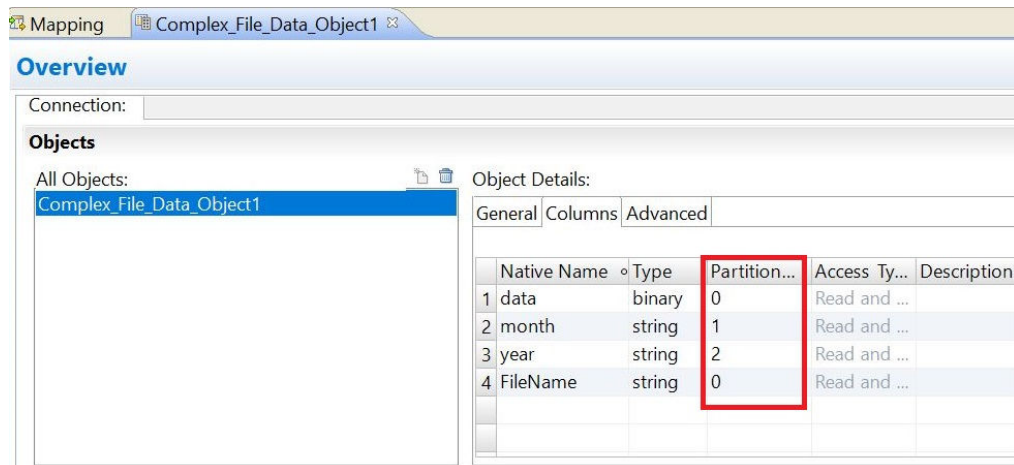 Mapping Complex_File_Data_Object1
Overview
Connection:
Objects
All Objects:
Complex_File_Data_Object1
Object Details:
General Columns Advanced
Native Name Type Partition... Access Ty... Description
1 data binary 0 Read and ...
2 month string 1 Read and ...
3 year string 2 Read and ...
4 FileName string 0 Read and ...